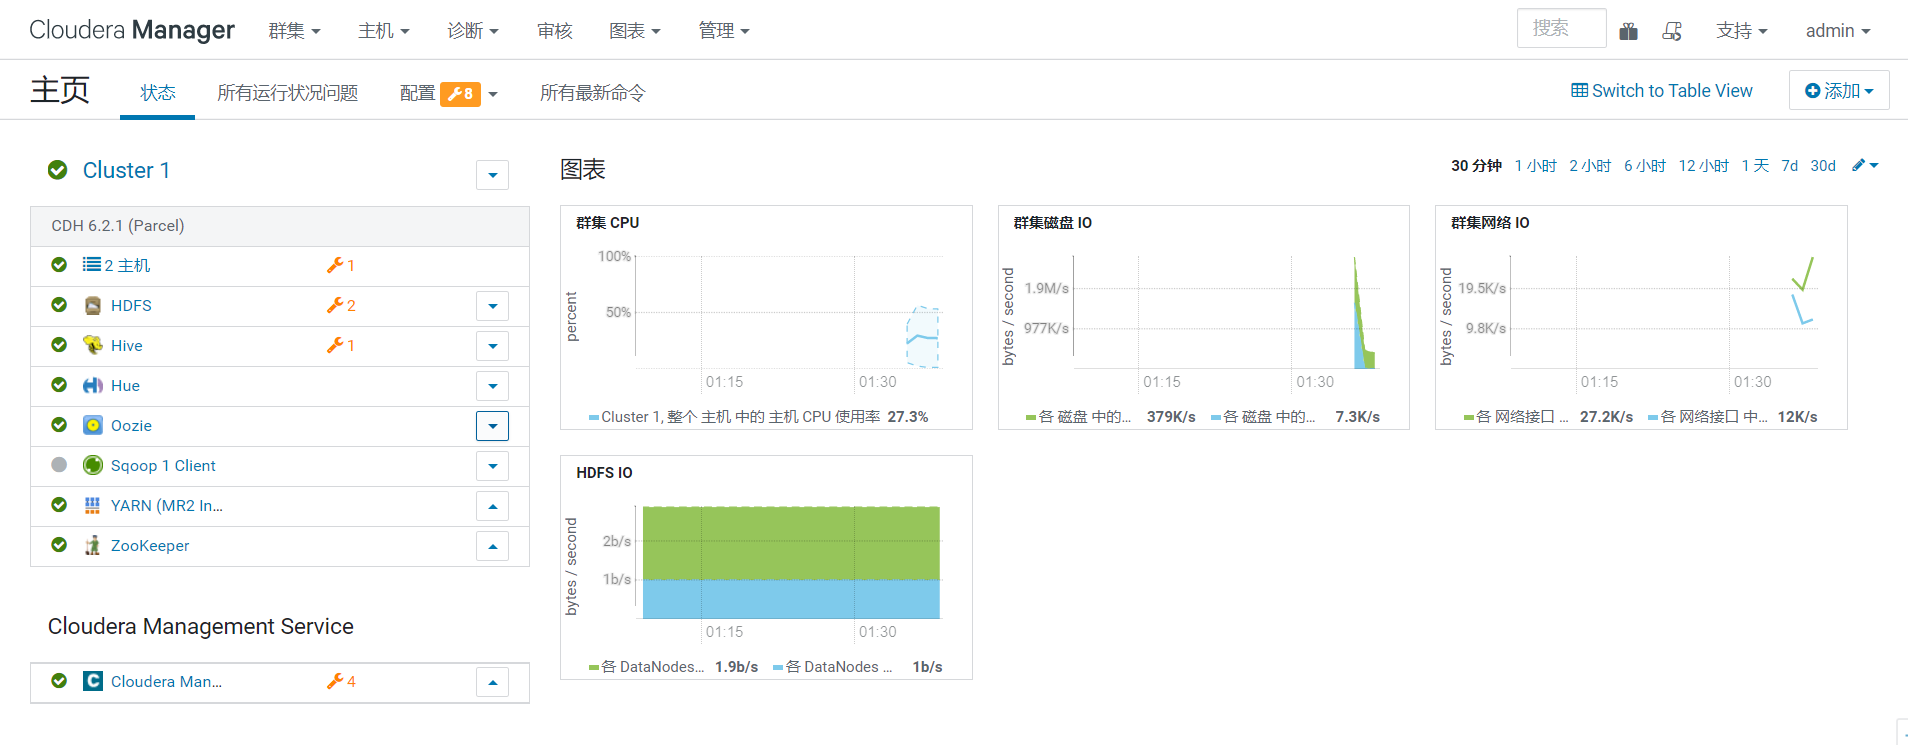 Cloudera Manager 群集 主机 诊断 审核 图表 管理 搜索 支持 admin
主页 状态 所有运行状况问题 配置 8 所有最新命令 Switch to Table View 添加
Cluster 1
CDH 6.2.1 (Parcel)
2 主机 1
HDFS 2
Hive 1
Hue
Oozie
Sqoop 1 Client
YARN (MR2 In...
ZooKeeper
Cloudera Management Service
Cloudera Man... 4
图表 30 分钟 1 小时 2 小时 6 小时 12 小时 1 天 7d 30d
群集 CPU
percent
100%
50%
01:15 01:30
Cluster 1, 整个 主机 中的 主机 CPU 使用率 27.3%
群集磁盘 IO
bytes / second
1.9M/s
977K/s
01:15 01:30
各 磁盘 中的... 379K/s 各 磁盘 中的... 7.3K/s
群集网络 IO
bytes / second
19.5K/s
9.8K/s
01:15 01:30
各 网络接口 ... 27.2K/s 各 网络接口 中... 12K/s
HDFS IO
bytes / second
2b/s
1b/s
01:15 01:30
各 DataNodes... 1.9b/s 各 DataNodes ... 1b/s